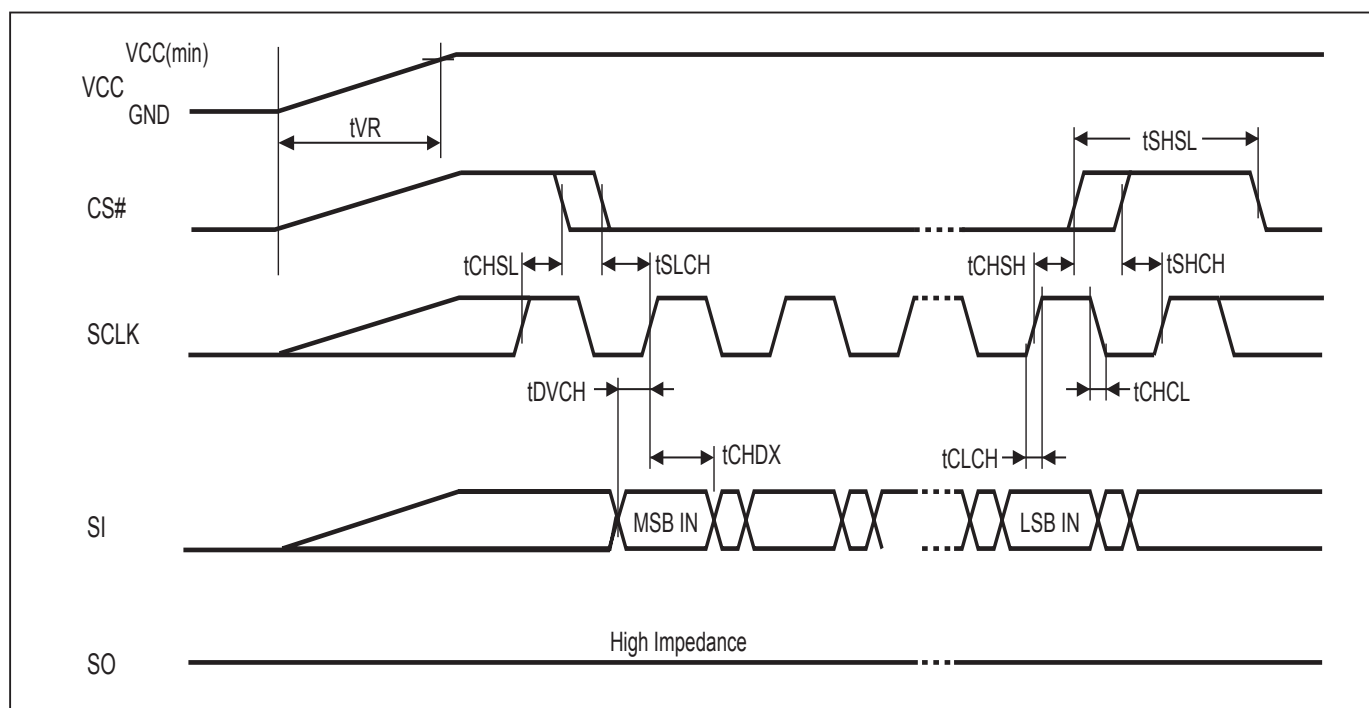 VCC(min)
VCC
GND
tVR
tSHSL
CS#
tCHSL
tSLCH
tCHSH
tSHCH
SCLK
tDVCH
tCHCL
tCHDX
tCLCH
SI
MSB IN
LSB IN
High Impedance
SO